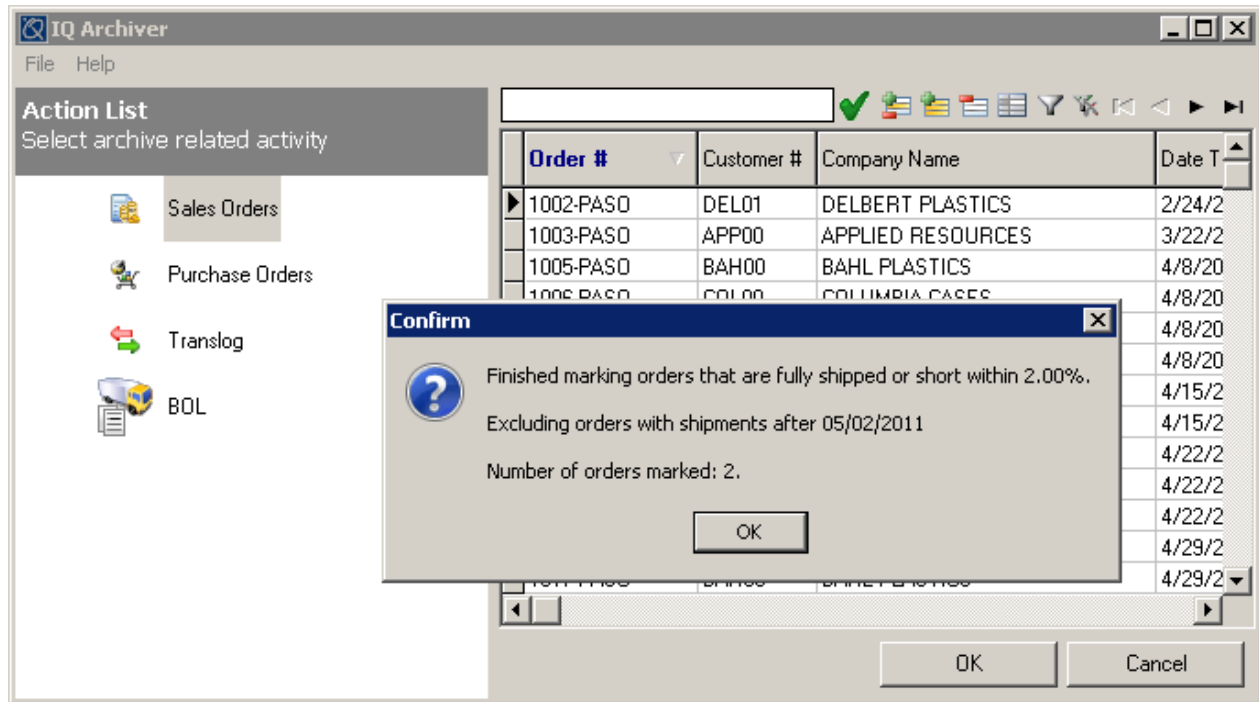 IQ Archiver
File Help
Action List
Select archive related activity
Sales Orders
Purchase Orders
Translog
BOL
Order # Customer # Company Name Date T
1002-PASO DEL01 DELBERT PLASTICS 2/24/2
1003-PASO APP00 APPLIED RESOURCES 3/22/2
1005-PASO BAH00 BAHL PLASTICS 4/8/20
1006-PASO COL00 COLUMBIA CASES 4/8/20
4/8/20
4/8/20
4/15/2
4/15/2
4/22/2
4/22/2
4/22/2
4/29/2
4/29/2
Confirm
Finished marking orders that are fully shipped or short within 2.00%.
Excluding orders with shipments after 05/02/2011
Number of orders marked: 2.
OK
OK Cancel